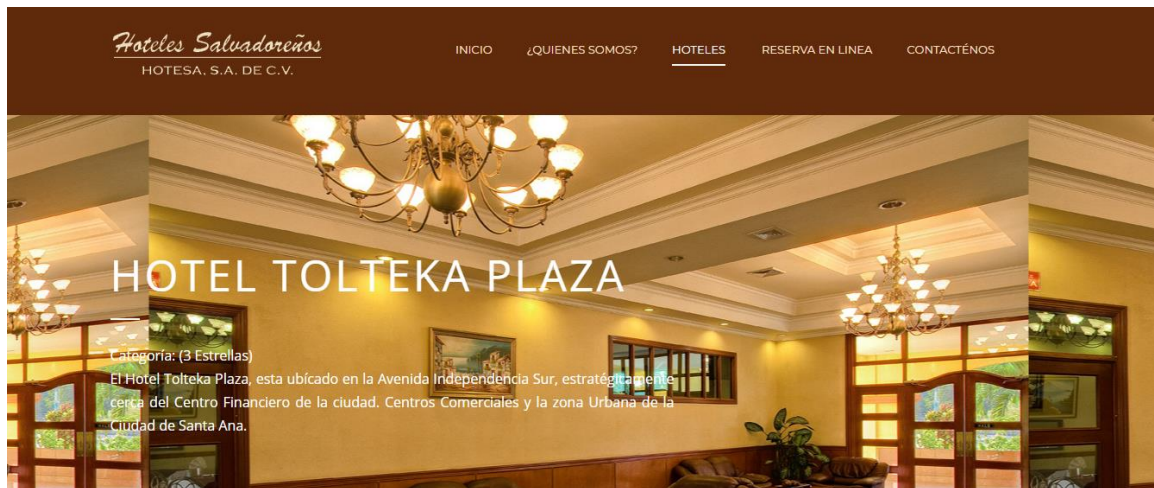 Hoteles Salvadoreños
HOTESA, S.A. DE C.V.
INICIO ¿QUIENES SOMOS? HOTELES RESERVA EN LINEA CONTACTÉNOS
HOTEL TOLTEKA PLAZA
Categoría: (3 Estrellas)
El Hotel Tolteka Plaza, esta ubícado en la Avenida Independencia Sur, estratégicamente
cerca del Centro Financiero de la ciudad. Centros Comerciales y la zona Urbana de la
Ciudad de Santa Ana.